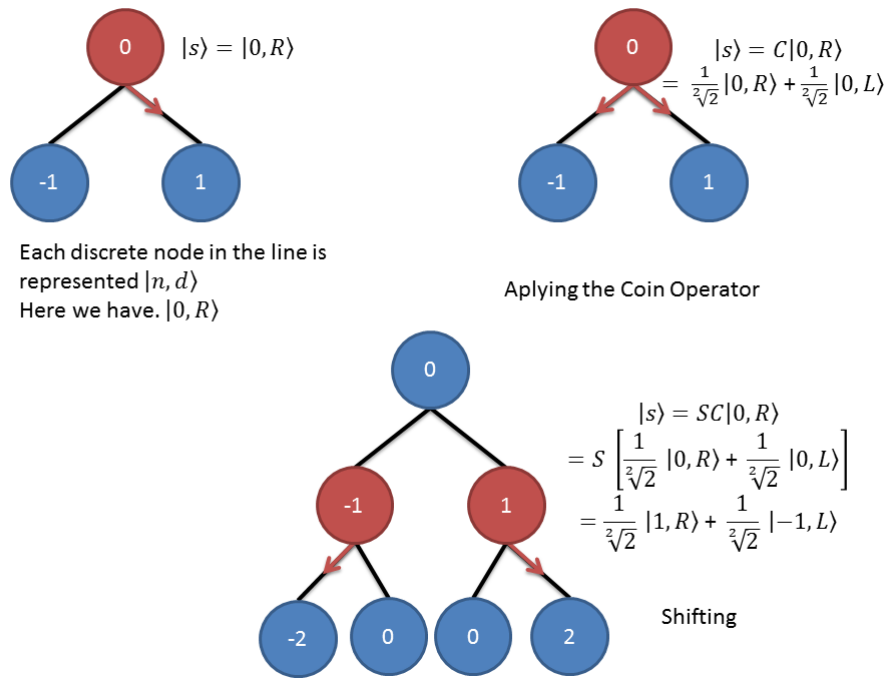 0
|s⟩ = |0, R⟩
-1
1
Each discrete node in the line is
represented |n, d⟩
Here we have. |0, R⟩
0
|s⟩ = C|0, R⟩
= 1/²√2 |0, R⟩ + 1/²√2 |0, L⟩
-1
1
Aplying the Coin Operator
0
-1
1
-2
0
0
2
|s⟩ = SC|0, R⟩
= S [1/²√2 |0, R⟩ + 1/²√2 |0, L⟩]
= 1/²√2 |1, R⟩ + 1/²√2 |−1, L⟩
Shifting